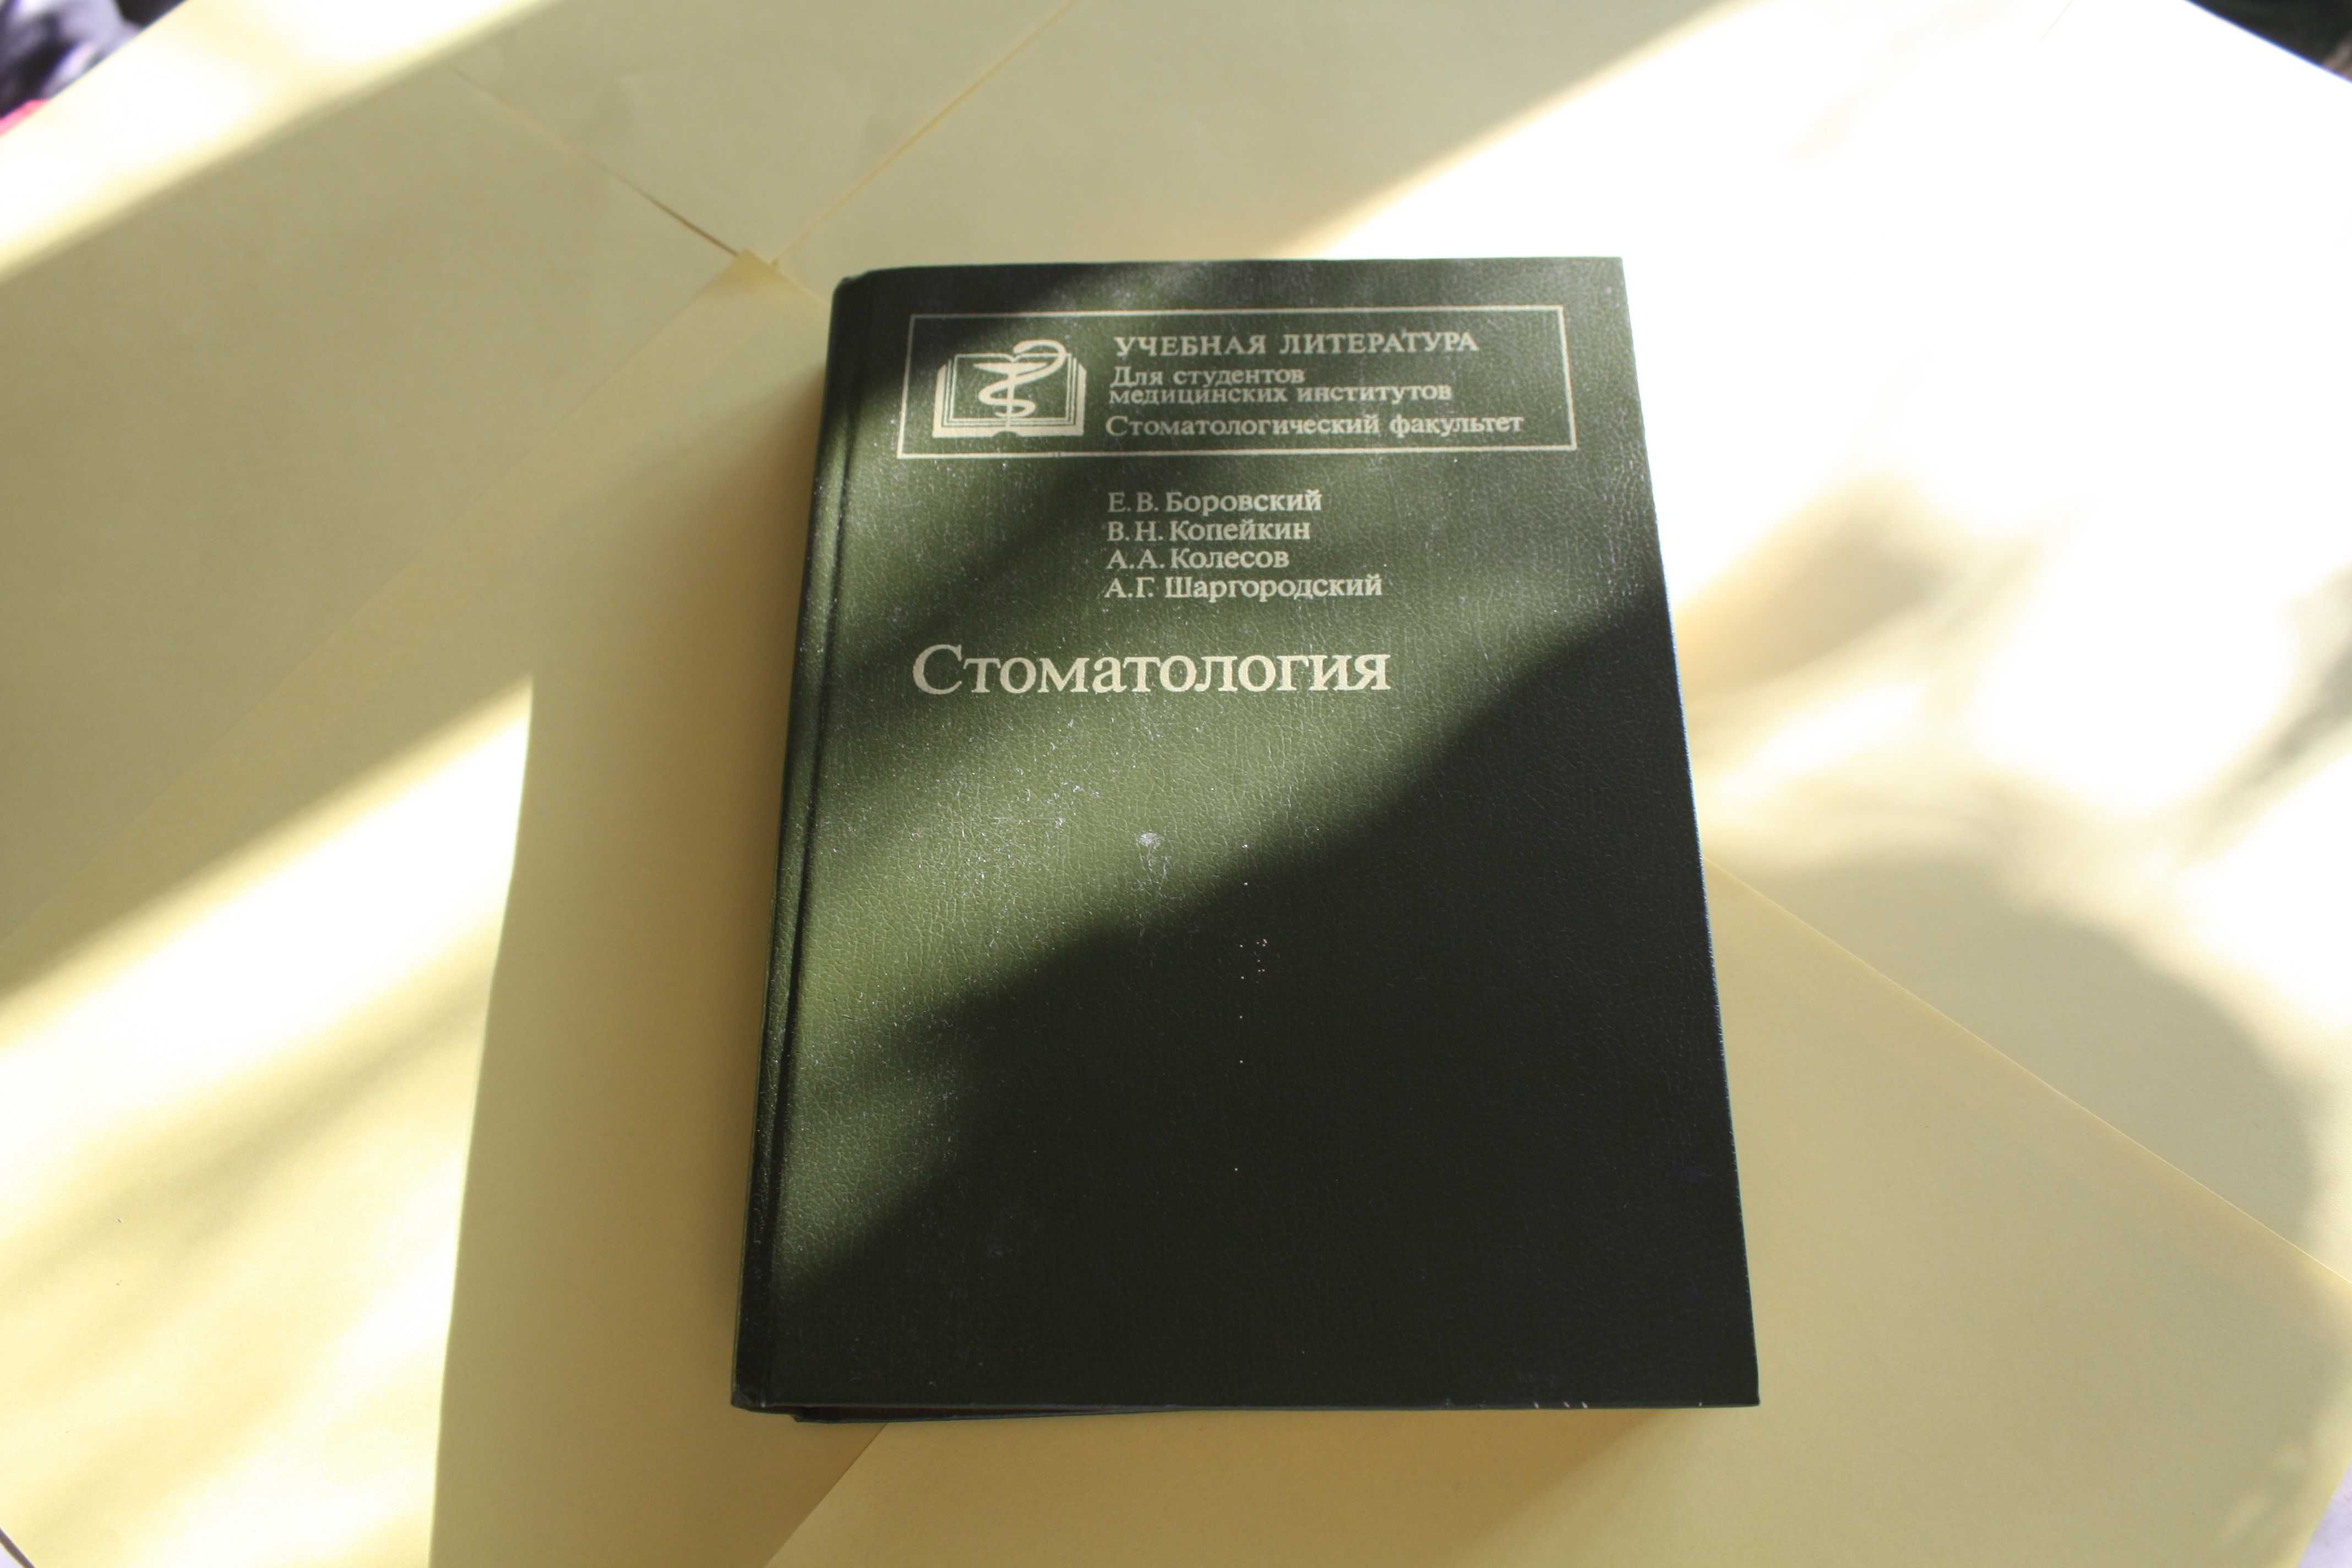 УЧЕБНАЯ ЛИТЕРАТУРА
Для студентов
медицинских институтов
Стоматологический факультет
Е. В. Боровский
В. Н. Копейкин
А. А. Колесов
А. Г. Шаргородский
Стоматология